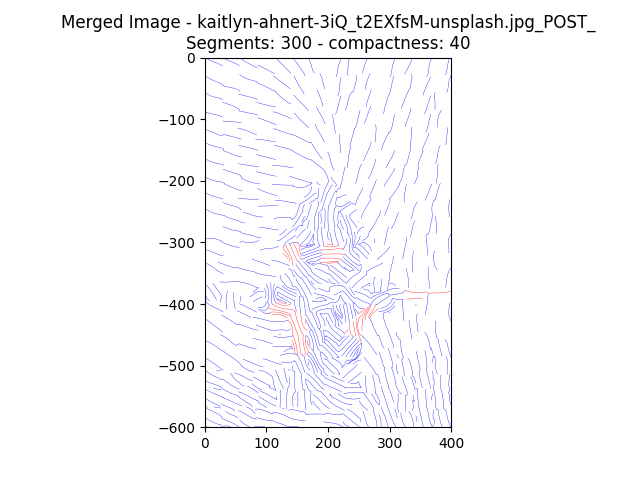 Merged Image - kaitlyn-ahnert-3iQ_t2EXfsM-unsplash.jpg_POST_
Segments: 300 - compactness: 40
0
−100
−200
−300
−400
−500
−600
0 100 200 300 400